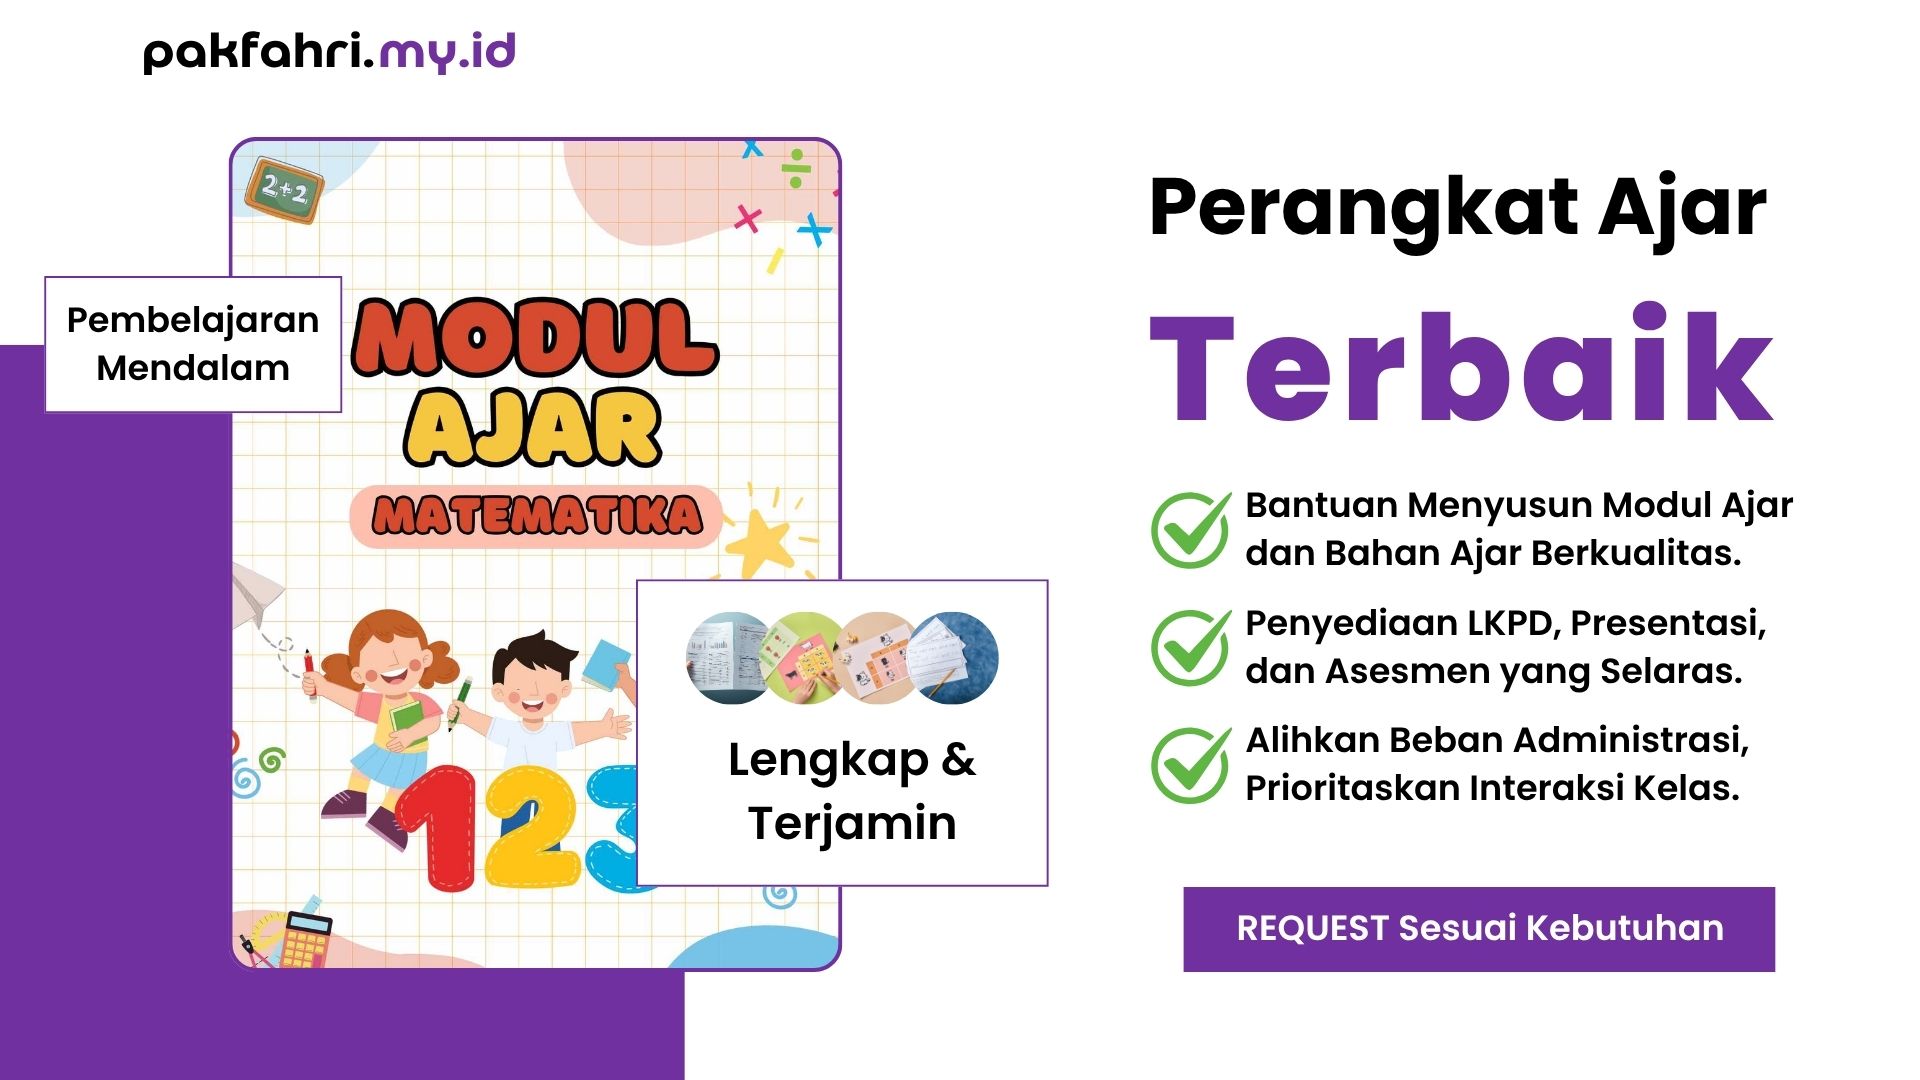 pakfahri.my.id
2+2
Pembelajaran
Mendalam
MODUL
AJAR
MATEMATIKA
123
Lengkap &
Terjamin
Perangkat Ajar
Terbaik
Bantuan Menyusun Modul Ajar
dan Bahan Ajar Berkualitas.
Penyediaan LKPD, Presentasi,
dan Asesmen yang Selaras.
Alihkan Beban Administrasi,
Prioritaskan Interaksi Kelas.
REQUEST Sesuai Kebutuhan